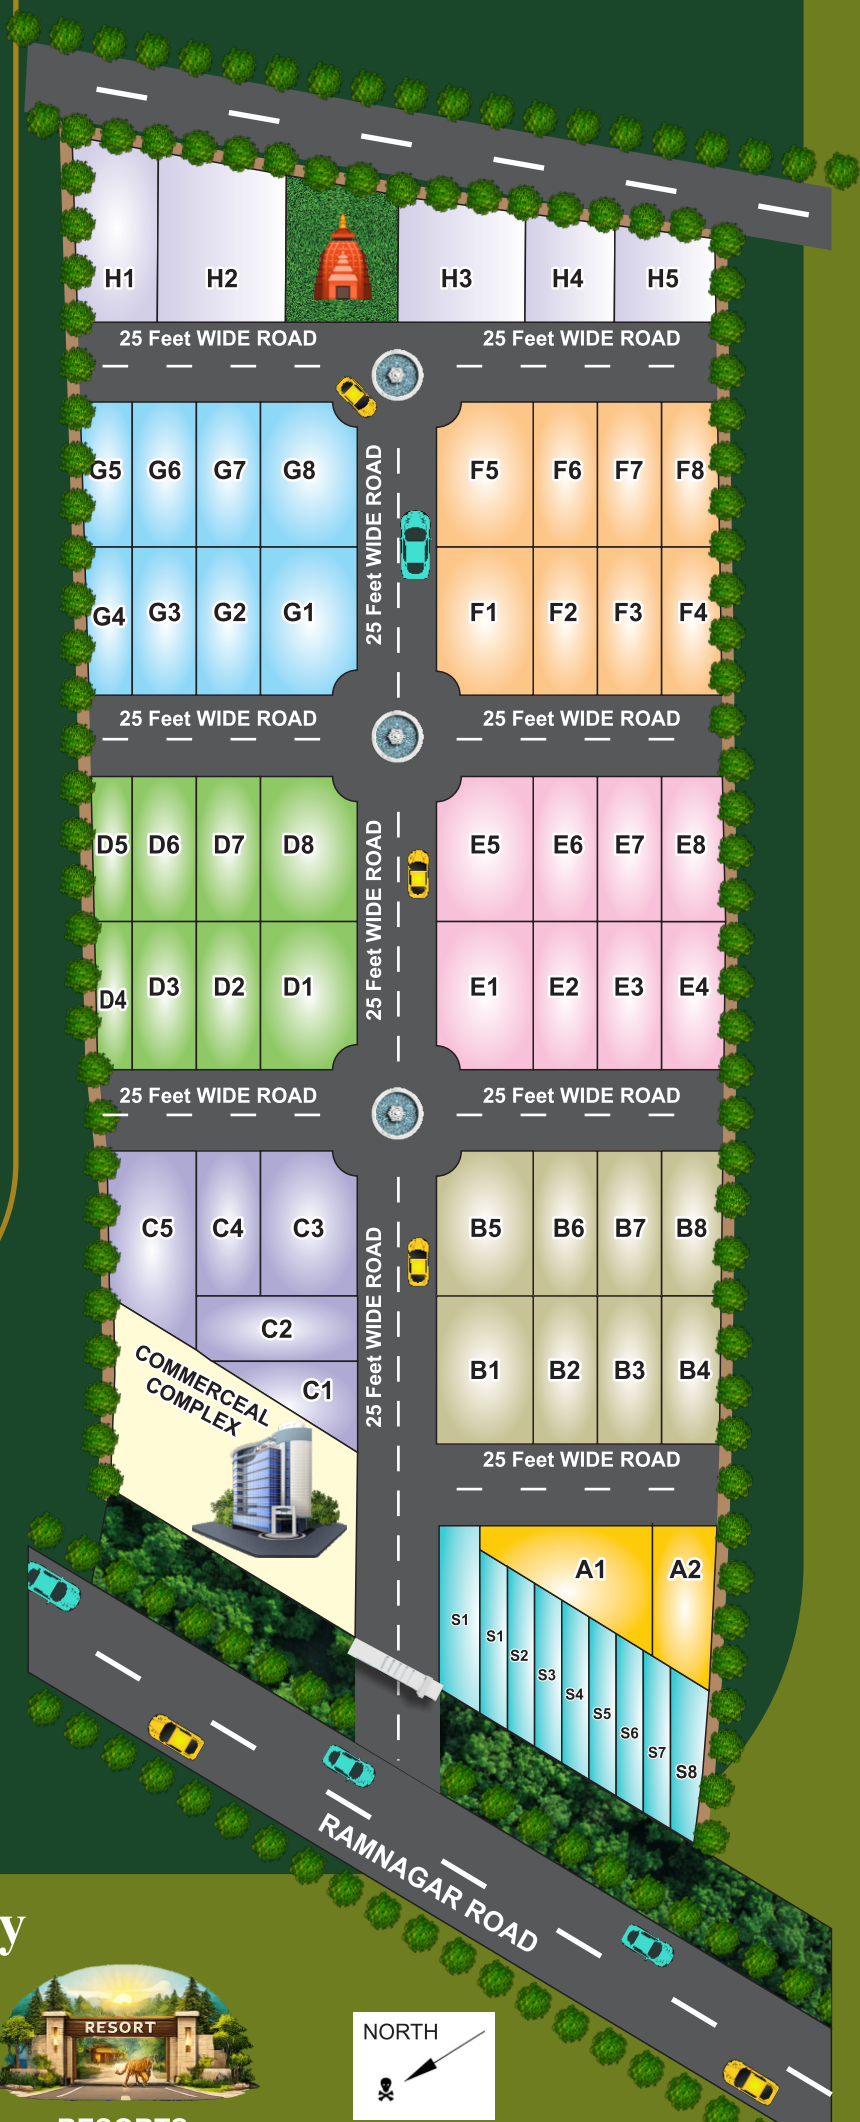 H1 H2 H3 H4 H5
25 Feet WIDE ROAD 25 Feet WIDE ROAD
G5 G6 G7 G8 F5 F6 F7 F8
25 Feet WIDE ROAD
G4 G3 G2 G1 F1 F2 F3 F4
25 Feet WIDE ROAD 25 Feet WIDE ROAD
D5 D6 D7 D8 E5 E6 E7 E8
25 Feet WIDE ROAD
D4 D3 D2 D1 E1 E2 E3 E4
25 Feet WIDE ROAD 25 Feet WIDE ROAD
C5 C4 C3 B5 B6 B7 B8
25 Feet WIDE ROAD
C2
C1 B1 B2 B3 B4
COMMERCEAL
COMPLEX
25 Feet WIDE ROAD
A1 A2
S1 S1 S2 S3 S4 S5 S6 S7 S8
RAMNAGAR ROAD
y
RESORT
NORTH
RESORTS